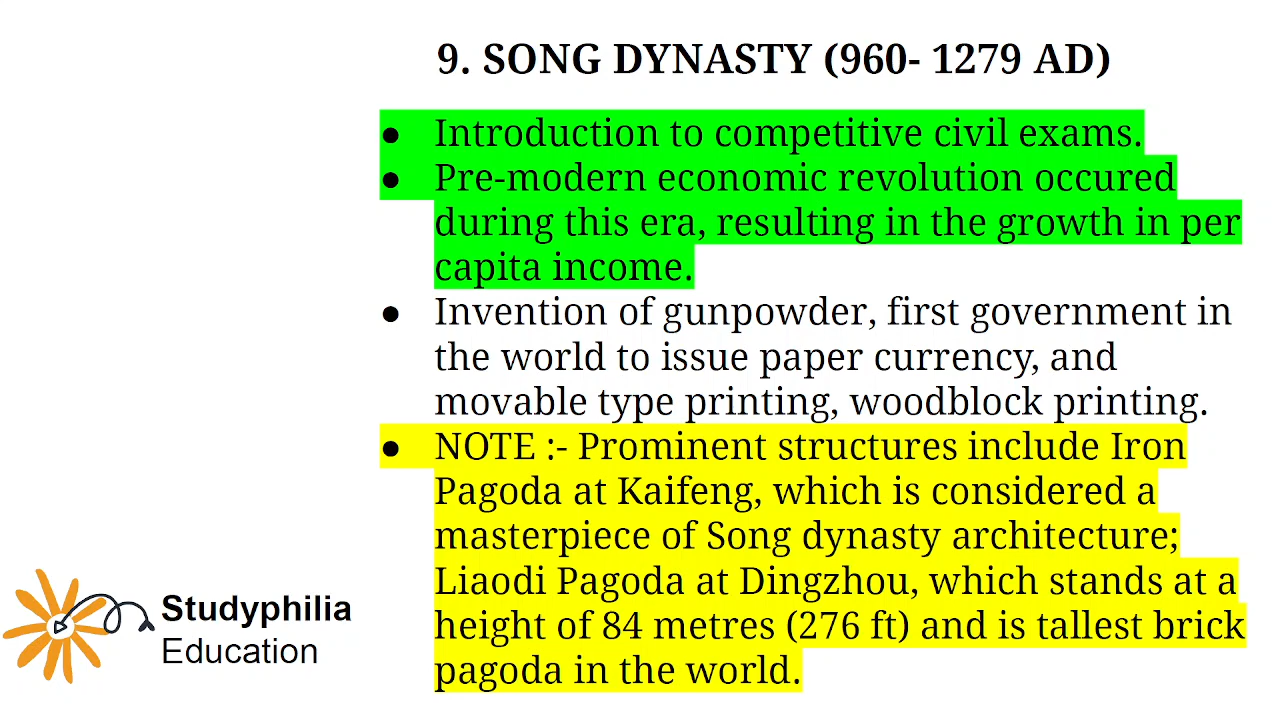 9. SONG DYNASTY (960- 1279 AD)
● Introduction to competitive civil exams.
● Pre-modern economic revolution occured
during this era, resulting in the growth in per
capita income.
● Invention of gunpowder, first government in
the world to issue paper currency, and
movable type printing, woodblock printing.
● NOTE :- Prominent structures include Iron
Pagoda at Kaifeng, which is considered a
masterpiece of Song dynasty architecture;
Liaodi Pagoda at Dingzhou, which stands at a
height of 84 metres (276 ft) and is tallest brick
pagoda in the world.
Studyphilia
Education